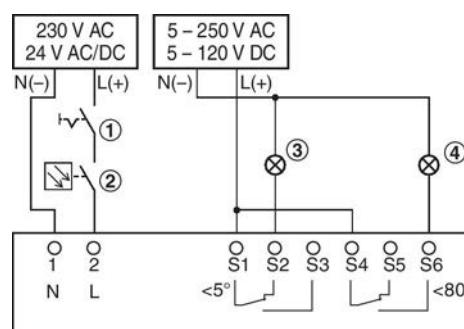 230 V AC
24 V AC/DC
5 – 250 V AC
5 – 120 V DC
N(–) L(+)
N(–) L(+)
1
2
3
4
1 2 S1 S2 S3 S4 S5 S6
N L <5° <80